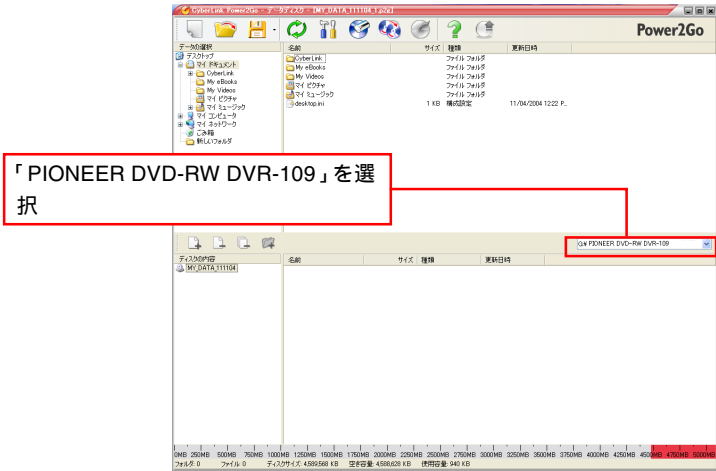 CyberLink Power2Go - データディスク - [MY_DATA_111104_1.p2e]
Power2Go
データの選択
デスクトップ
マイ ドキュメント
CyberLink
My eBooks
My Videos
マイ ピクチャ
マイ ミュージック
マイ コンピュータ
マイ ネットワーク
ごみ箱
新しいフォルダ
名前 サイズ 種類 更新日時
CyberLink ファイル フォルダ
My eBooks ファイル フォルダ
My Videos ファイル フォルダ
マイ ピクチャ ファイル フォルダ
マイ ミュージック ファイル フォルダ
desktop.ini 1 KB 構成設定 11/04/2004 12:22 P..
「PIONEER DVD-RW DVR-109」を選
択
G:¥ PIONEER DVD-RW DVR-109
ディスクの内容
MY_DATA_111104
名前 サイズ 種類 更新日時
0MB 250MB 500MB 750MB 1000MB 1250MB 1500MB 1750MB 2000MB 2250MB 2500MB 2750MB 3000MB 3250MB 3500MB 3750MB 4000MB 4250MB 4500MB 4750MB 5000MB
フォルダ: 0 ファイル: 0 ディスクサイズ: 4,589,568 KB 空き容量: 4,588,628 KB 使用容量: 940 KB